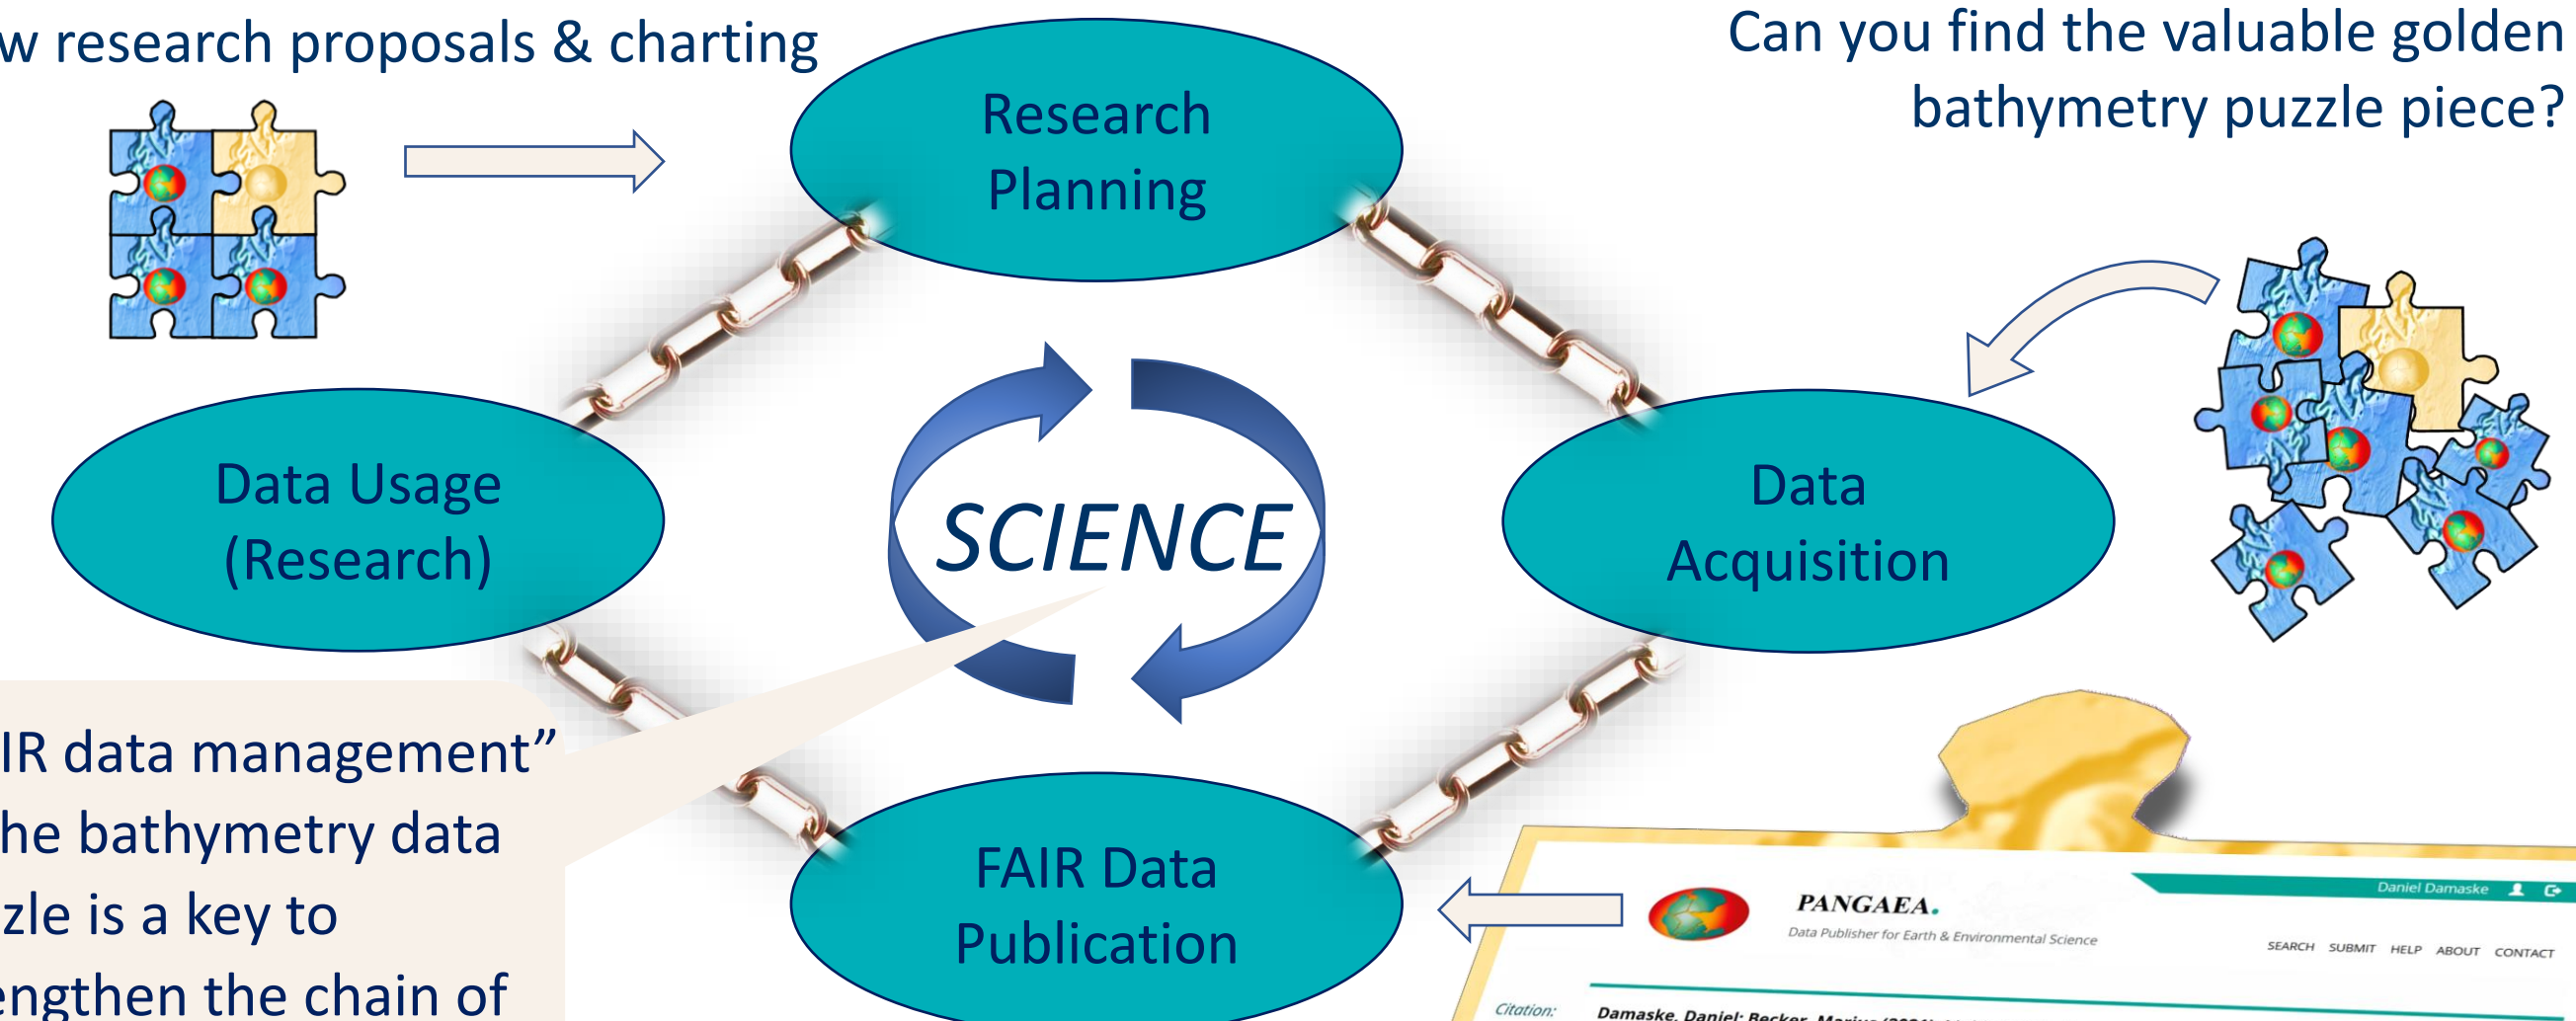 w research proposals & charting
Can you find the valuable golden
bathymetry puzzle piece?
Research
Planning
Data Usage
(Research)
SCIENCE
Data
Acquisition
IR data management”
he bathymetry data
zle is a key to
engthen the chain of
FAIR Data
Publication
PANGAEA.
Data Publisher for Earth & Environmental Science
Daniel Damaske
SEARCH SUBMIT HELP ABOUT CONTACT
Citation:
Damaske, Daniel; Becker, Marius